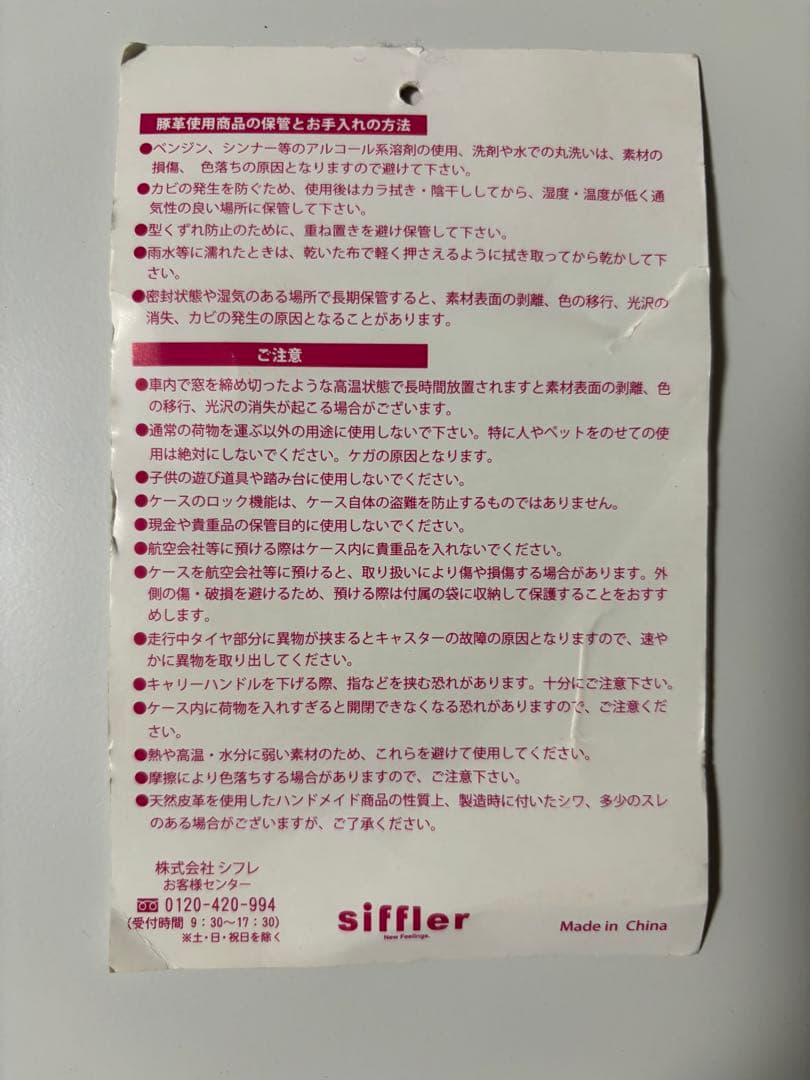 豚革使用商品の保管とお手入れの方法
●ベンジン、シンナー等のアルコール系溶剤の使用、洗剤や水での丸洗いは、素材の
損傷、 色落ちの原因となりますので避けて下さい。
●カビの発生を防ぐため、使用後はカラ拭き・陰干ししてから、湿度・温度が低く通
気性の良い場所に保管して下さい。
●型くずれ防止のために、重ね置きを避け保管して下さい。
●雨水等に濡れたときは、乾いた布で軽く押さえるように拭き取ってから乾かして下
さい。
●密封状態や湿気のある場所で長期保管すると、素材表面の剥離、色の移行、光沢の
消失、カビの発生の原因となることがあります。
ご注意
●車内で窓を締め切ったような高温状態で長時間放置されますと素材表面の剥離、色
の移行、光沢の消失が起こる場合がございます。
●通常の荷物を運ぶ以外の用途に使用しないで下さい。特に人やペットをのせての使
用は絶対にしないでください。ケガの原因となります。
●子供の遊び道具や踏み台に使用しないでください。
●ケースのロック機能は、ケース自体の盗難を防止するものではありません。
●現金や貴重品の保管目的に使用しないでください。
●航空会社等に預ける際はケース内に貴重品を入れないでください。
●ケースを航空会社等に預けると、取り扱いにより傷や損傷する場合があります。外
側の傷・破損を避けるため、預ける際は付属の袋に収納して保護することをおすす
めします。
●走行中タイヤ部分に異物が挟まるとキャスターの故障の原因となりますので、速や
かに異物を取り出してください。
●キャリーハンドルを下げる際、指などを挟む恐れがあります。十分にご注意下さい。
●ケース内に荷物を入れすぎると開閉できなくなる恐れがありますので、ご注意くだ
さい。
●熱や高温・水分に弱い素材のため、これらを避けて使用してください。
●摩擦により色落ちする場合がありますので、ご注意下さい。
●天然皮革を使用したハンドメイド商品の性質上、製造時に付いたシワ、多少のスレ
のある場合がございますが、ご了承ください。
株式会社 シフレ
お客様センター
0120-420-994
(受付時間 9：30〜17：30)
※土・日・祝日を除く
siffler
New Feelings.
Made in China